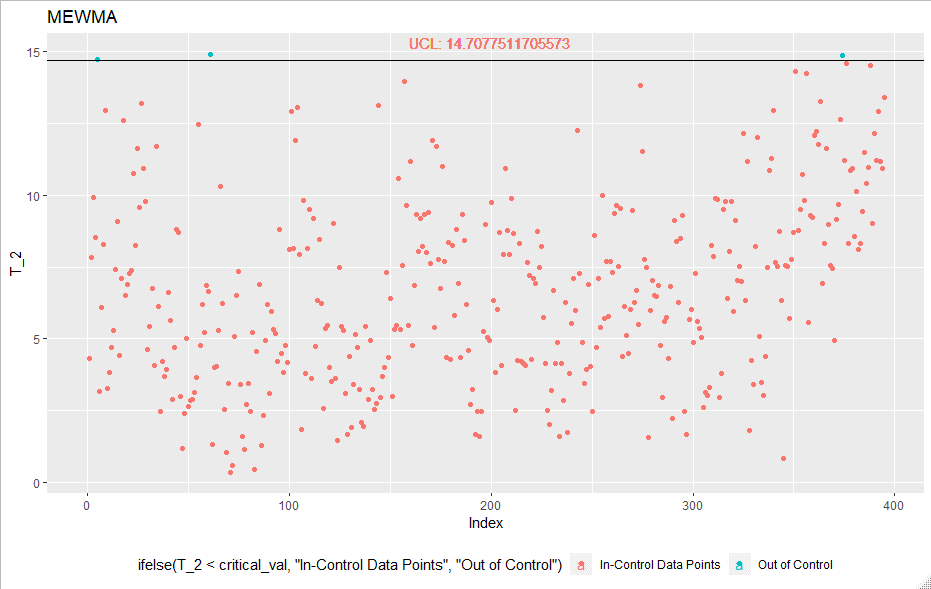 MEWMA
UCL: 14.7077511705573
15
10
5
0
T_2
0 100 200 300 400
Index
ifelse(T_2 < critical_val, "In-Control Data Points", "Out of Control") a In-Control Data Points a Out of Control